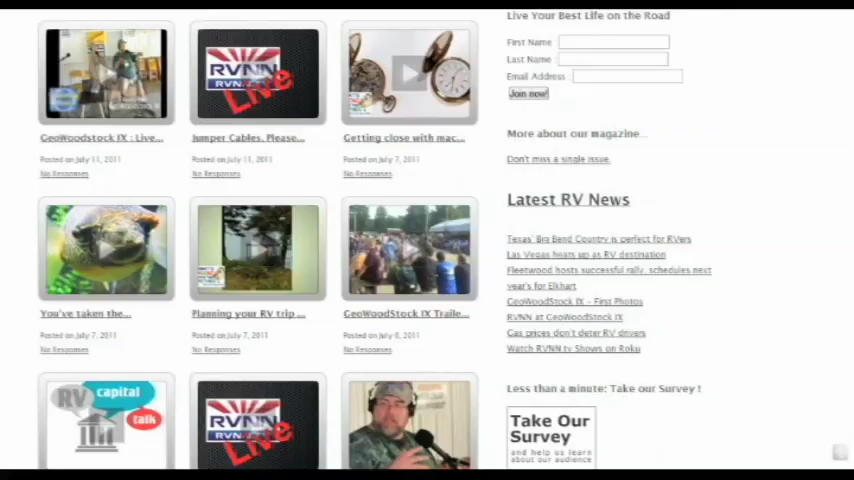 Live Your Best Life on the Road
First Name
Last Name
Email Address
Join now!
RVNN
Live
GeoWoodstock IX : Live...
Posted on July 11, 2011
No Responses
Jumper Cables, Please...
Posted on July 11, 2011
No Responses
Getting close with mac...
Posted on July 7, 2011
No Responses
More about our magazine...
Don't miss a single issue.
Latest RV News
Texas' Big Bend Country is perfect for RVers
Las Vegas heats up as RV destination
Fleetwood hosts successful rally, schedules next
year's for Elkhart
GeoWoodStock IX – First Photos
RVNN at GeoWoodStock IX
Gas prices don't deter RV drivers
Watch RVNN.tv Shows on Roku
You've taken the...
Posted on July 7, 2011
No Responses
Planning your RV trip ...
Posted on July 7, 2011
No Responses
GeoWoodStock IX Traile...
Posted on July 6, 2011
No Responses
Less than a minute: Take our Survey !
Take Our
Survey
and help us learn
about our audience
RV capital
talk
RVNN
Live